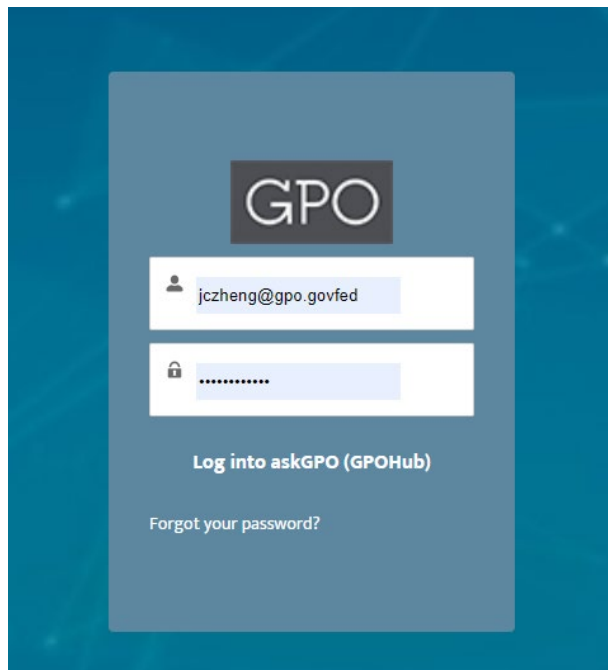 GPO
jczheng@gpo.govfed
••••••••••••
Log into askGPO (GPOHub)
Forgot your password?